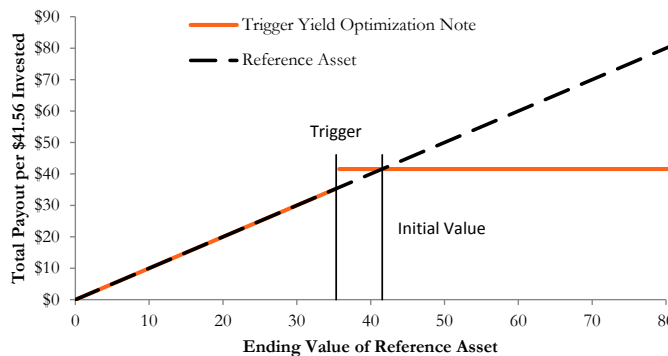 $90
$80
$70
$60
$50
$40
$30
$20
$10
$0
Total Payout per $41.56 Invested
Trigger Yield Optimization Note
Reference Asset
Trigger
Initial Value
0 10 20 30 40 50 60 70 80
Ending Value of Reference Asset